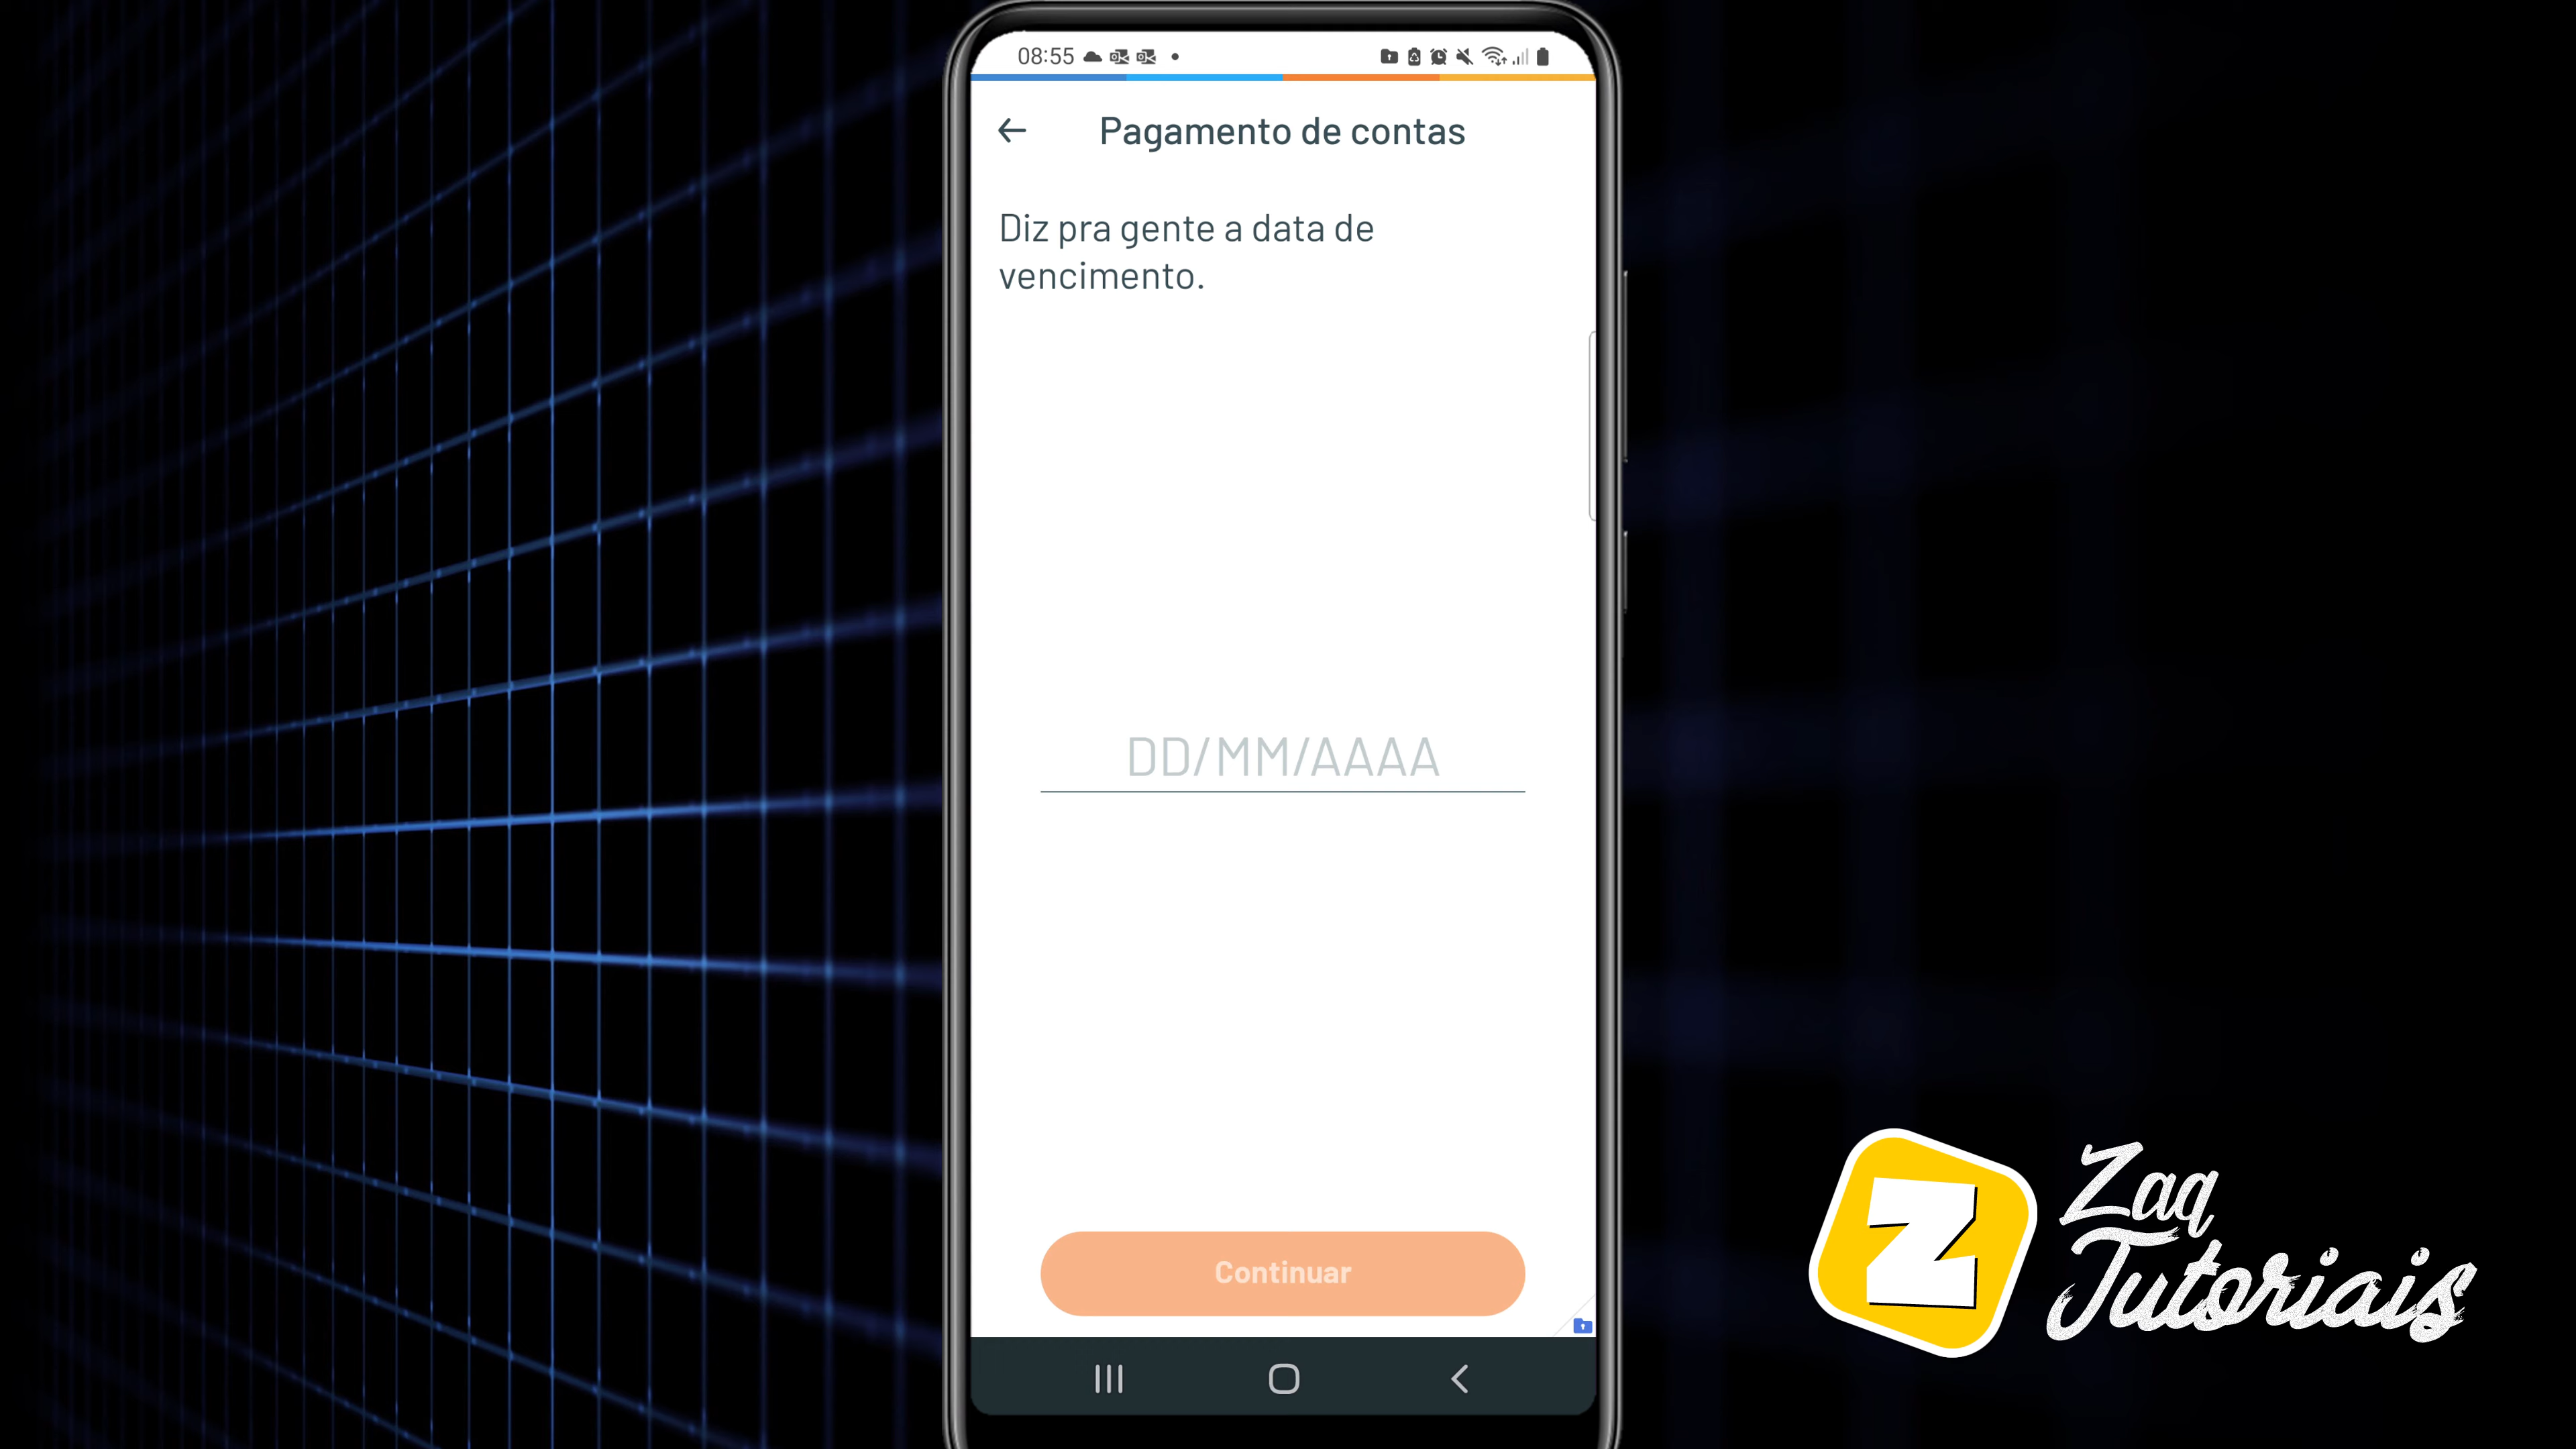 08:55
Pagamento de contas
Diz pra gente a data de
vencimento.
DD/MM/AAAA
Continuar
Z
Zaq
Tutoriais